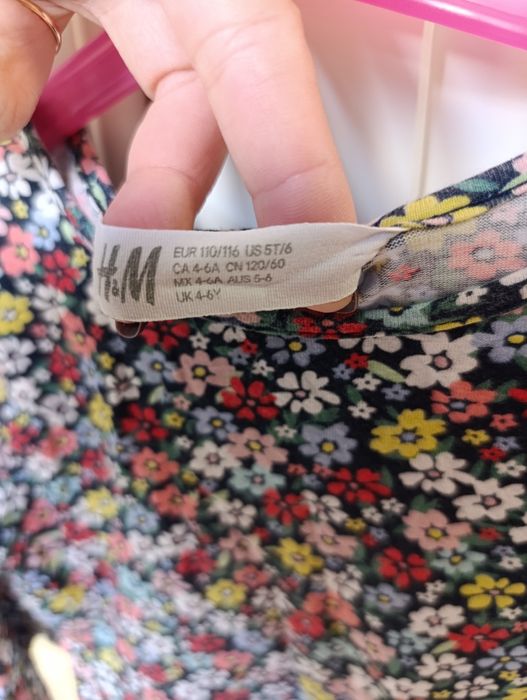 H&M
EUR 110/116 US 5T/6
CA 4-6A CN 120/60
MX 4-6A AUS 5-6
UK 4-6Y